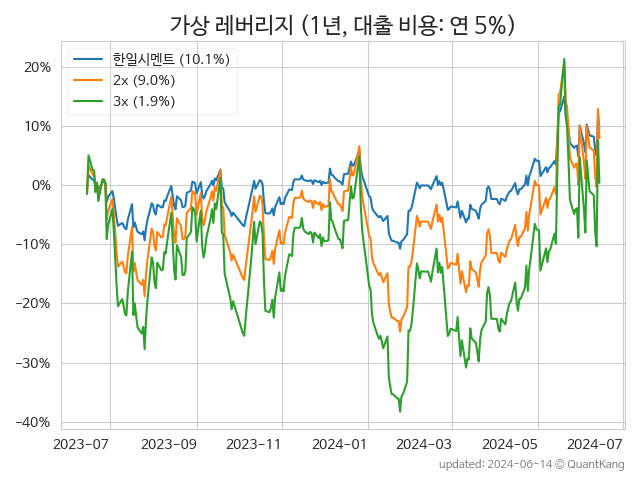 가상 레버리지 (1년, 대출 비용: 연 5%)
한일시멘트 (10.1%)
2x (9.0%)
3x (1.9%)
20%
10%
0%
−10%
−20%
−30%
−40%
2023-07 2023-09 2023-11 2024-01 2024-03 2024-05 2024-07
updated: 2024-06-14 © QuantKang